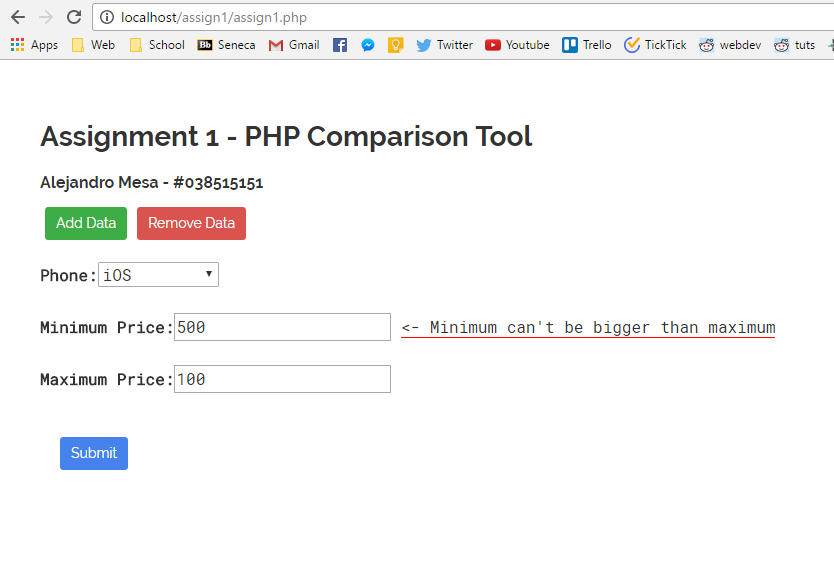 localhost/assign1/assign1.php
Apps Web School Bb Seneca Gmail Twitter Youtube Trello TickTick webdev tuts
Assignment 1 - PHP Comparison Tool
Alejandro Mesa - #038515151
Add Data Remove Data
Phone: iOS
Minimum Price: 500 <- Minimum can't be bigger than maximum
Maximum Price: 100
Submit